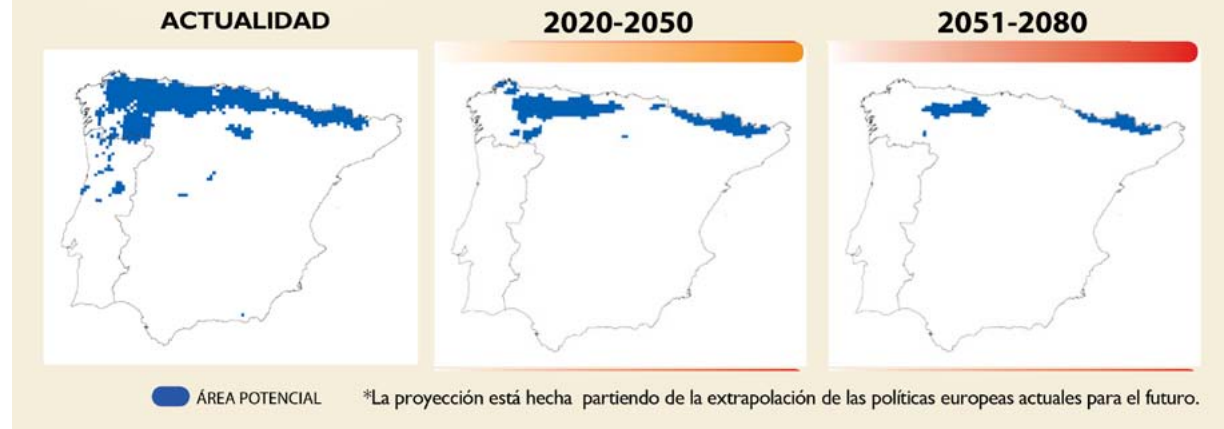 ACTUALIDAD
2020-2050
2051-2080
ÁREA POTENCIAL
*La proyección está hecha partiendo de la extrapolación de las políticas europeas actuales para el futuro.